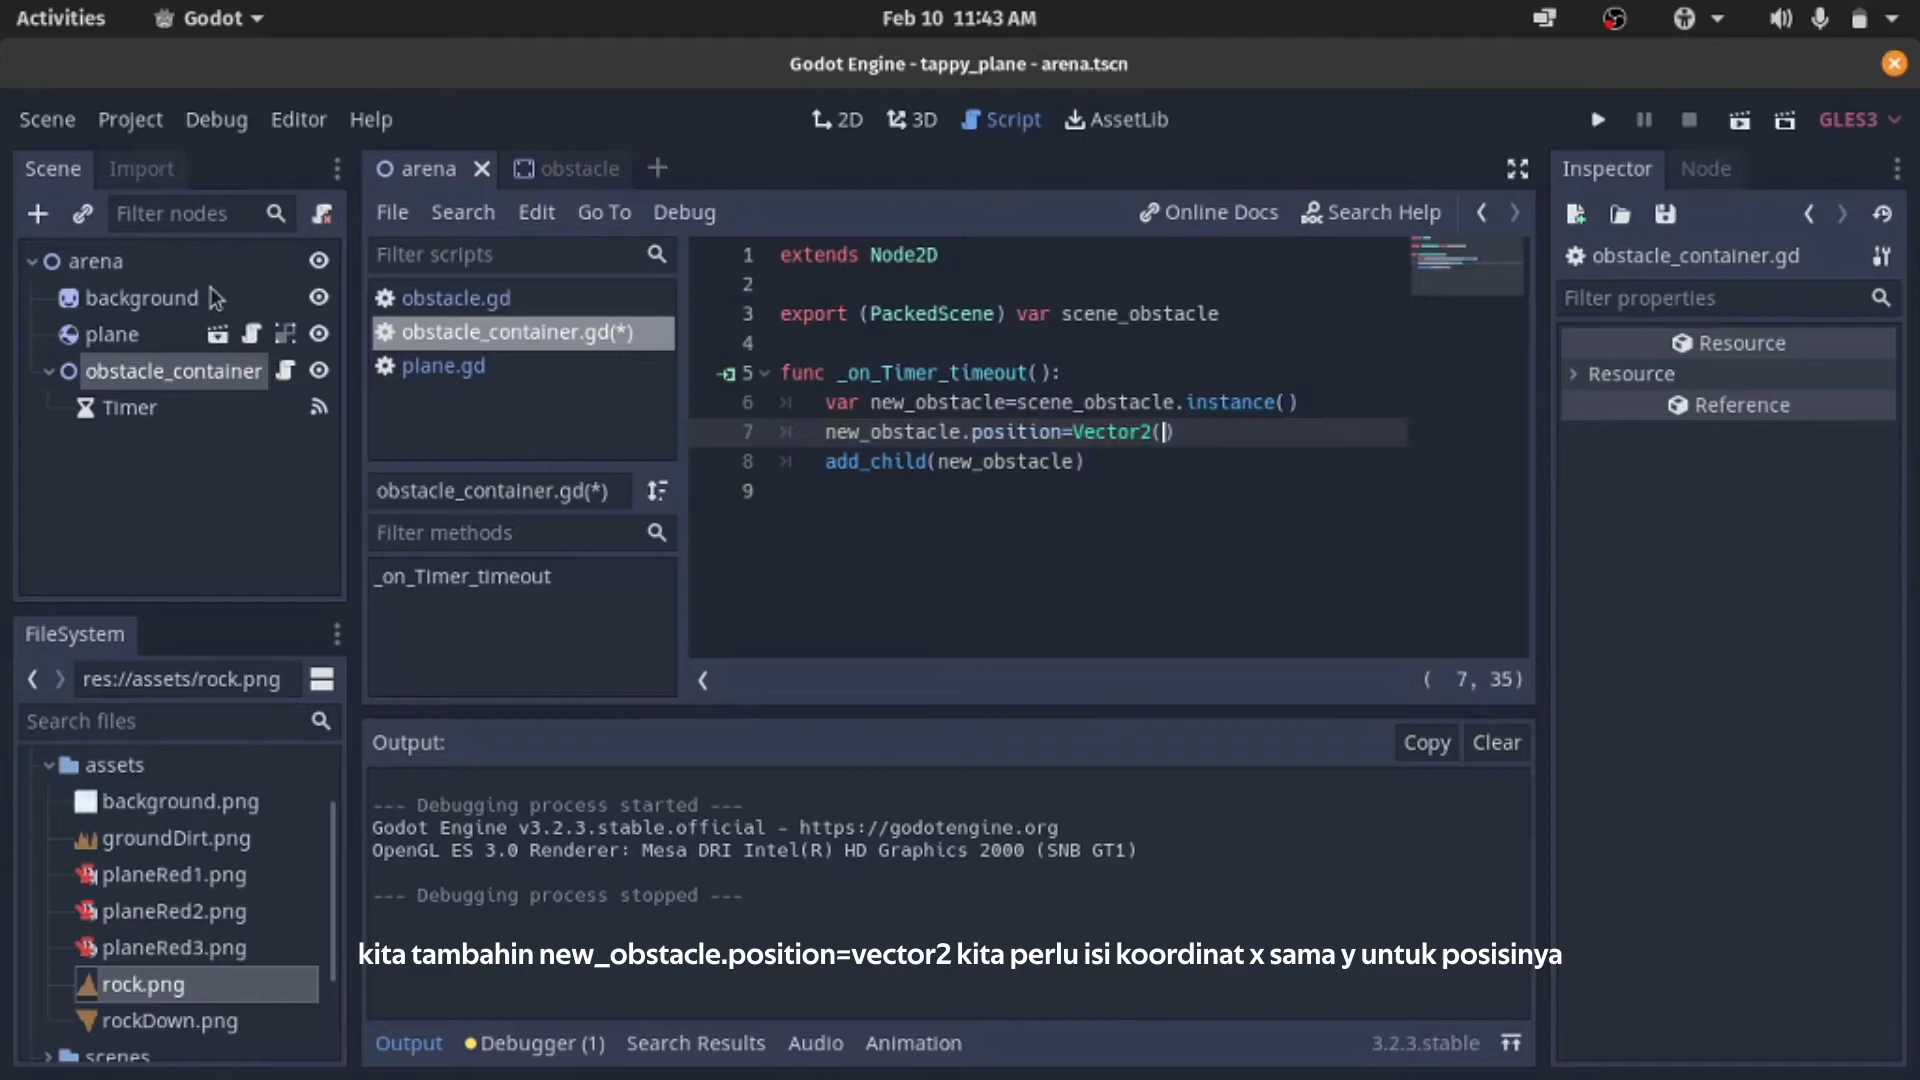 Activities Godot Feb 10 11:43 AM
Godot Engine - tappy_plane - arena.tscn
Scene Project Debug Editor Help 2D 3D Script AssetLib GLES3
Scene Import
Filter nodes
arena
background
plane
obstacle_container
Timer
FileSystem
res://assets/rock.png
Search files
assets
background.png
groundDirt.png
planeRed1.png
planeRed2.png
planeRed3.png
rock.png
rockDown.png
scenes
arena obstacle
File Search Edit Go To Debug Online Docs Search Help
Filter scripts
obstacle.gd
obstacle_container.gd(*)
plane.gd
obstacle_container.gd(*)
Filter methods
_on_Timer_timeout
1 extends Node2D
2
3 export (PackedScene) var scene_obstacle
4
5 func _on_Timer_timeout():
6 var new_obstacle=scene_obstacle.instance()
7 new_obstacle.position=Vector2()
8 add_child(new_obstacle)
9
( 7, 35)
Output: Copy Clear
--- Debugging process started ---
Godot Engine v3.2.3.stable.official - https://godotengine.org
OpenGL ES 3.0 Renderer: Mesa DRI Intel(R) HD Graphics 2000 (SNB GT1)
--- Debugging process stopped ---
kita tambahin new_obstacle.position=vector2 kita perlu isi koordinat x sama y untuk posisinya
Output Debugger (1) Search Results Audio Animation 3.2.3.stable
Inspector Node
obstacle_container.gd
Filter properties
Resource
Resource
Reference